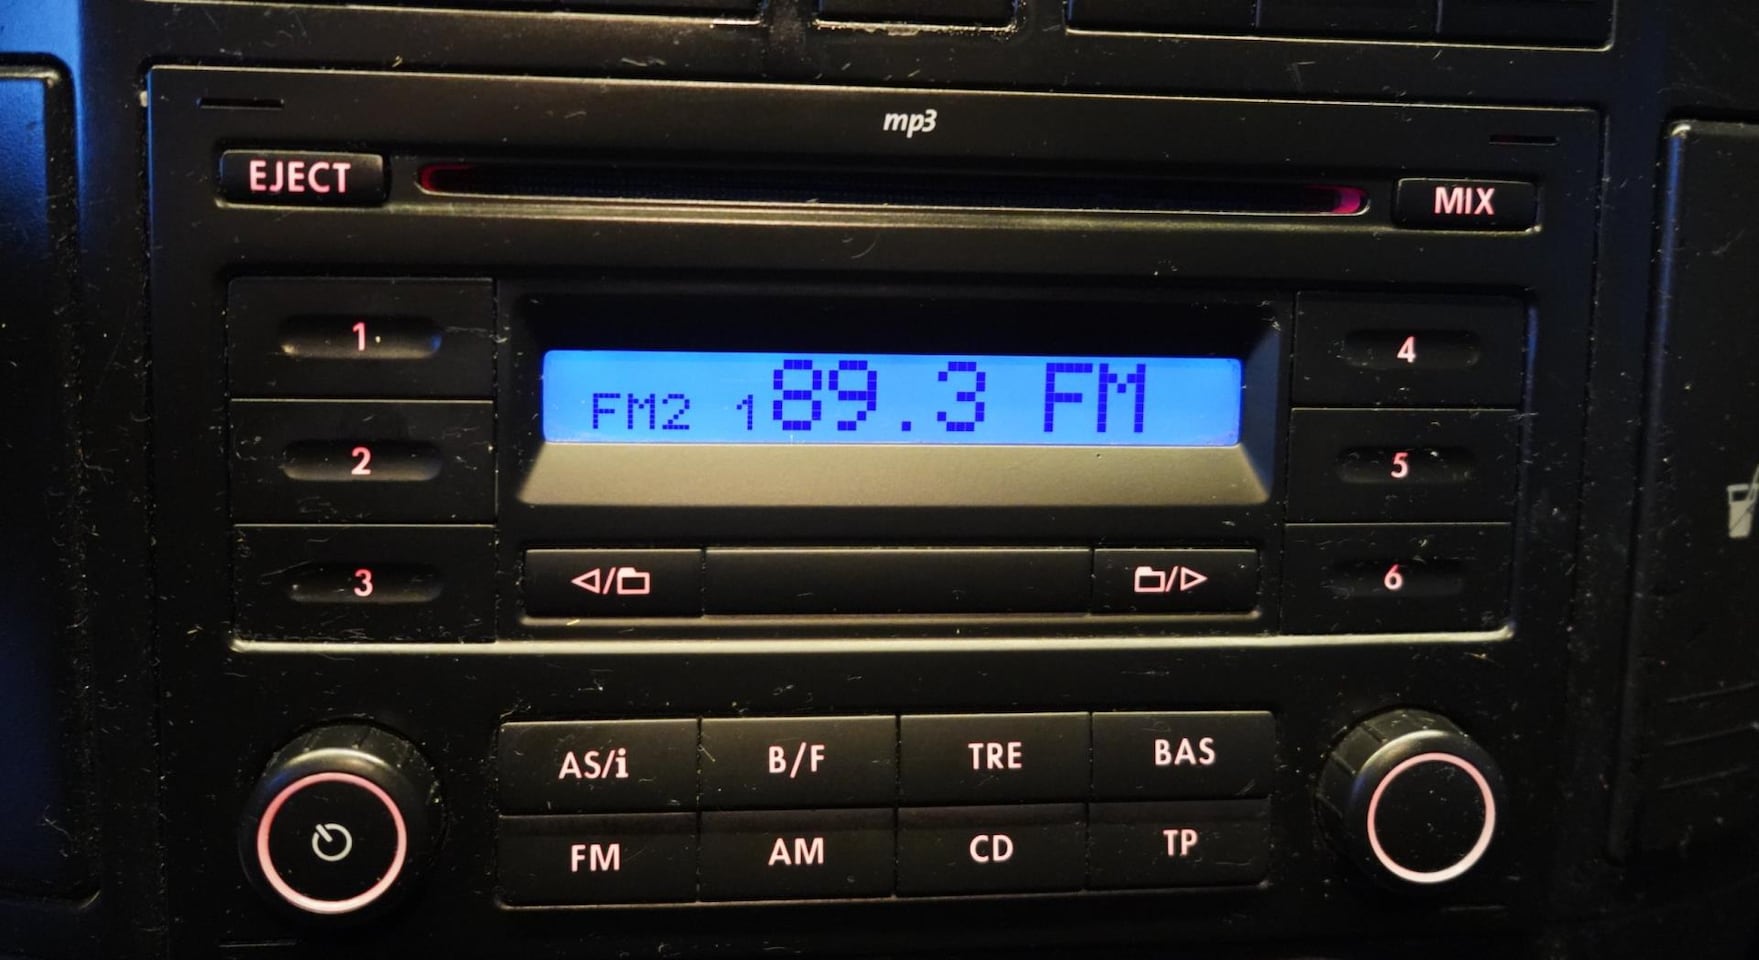 mp3
EJECT
MIX
1
4
FM2 1 89.3 FM
2
5
3
6
AS/i B/F TRE BAS
FM AM CD TP